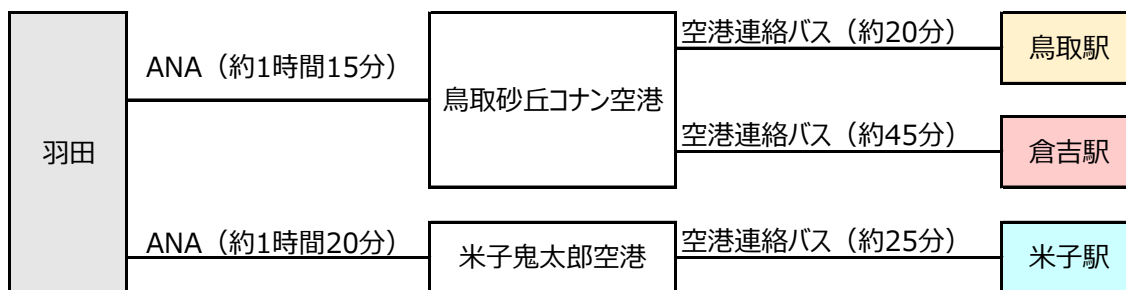 羽田
ANA（約1時間15分）
鳥取砂丘コナン空港
空港連絡バス（約20分）
鳥取駅
空港連絡バス（約45分）
倉吉駅
ANA（約1時間20分）
米子鬼太郎空港
空港連絡バス（約25分）
米子駅